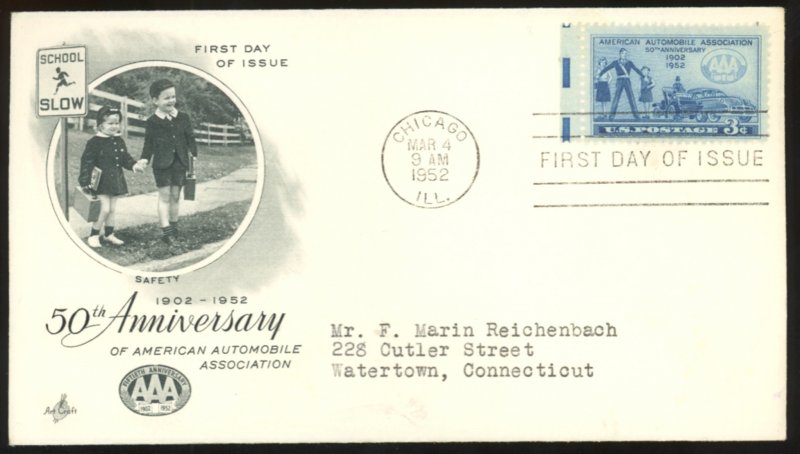 SCHOOL
SLOW
FIRST DAY
OF ISSUE
SAFETY
1902 - 1952
50th Anniversary
OF AMERICAN AUTOMOBILE
ASSOCIATION
FIFTIETH ANNIVERSARY
AAA
1902 1952
Art Craft
CHICAGO
MAR 4
9 AM
1952
ILL.
AMERICAN AUTOMOBILE ASSOCIATION
50TH ANNIVERSARY
1902
1952
AAA
U.S. POSTAGE 3¢
FIRST DAY OF ISSUE
Mr. F. Marin Reichenbach
228 Cutler Street
Watertown, Connecticut